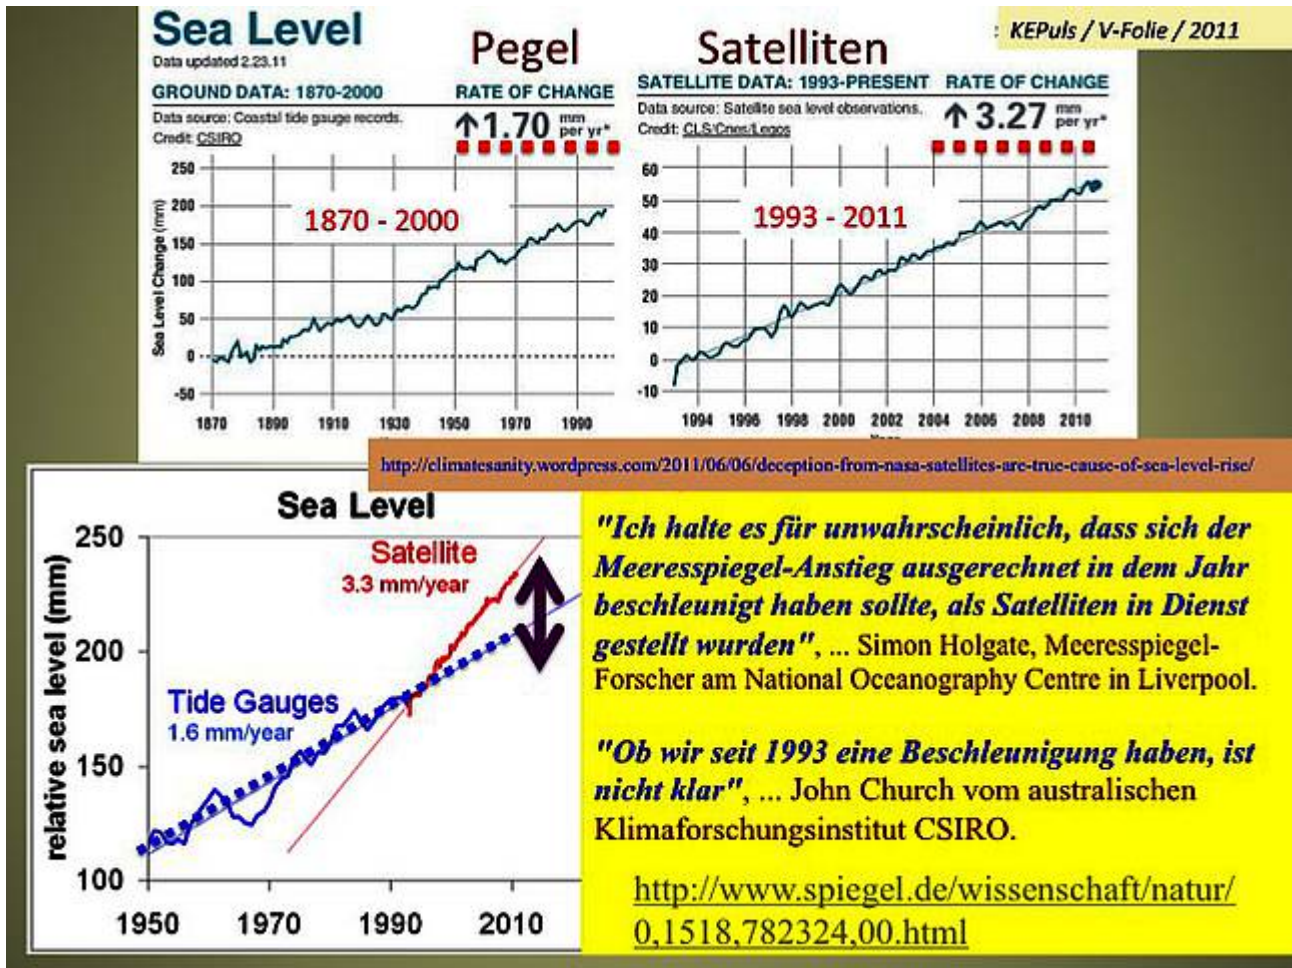 Sea Level
Data updated 2.23.11
Pegel
Satelliten
: KEPuls / V-Folie / 2011
GROUND DATA: 1870-2000
RATE OF CHANGE
Data source: Coastal tide gauge records.
Credit: CSIRO
↑1.70 mm per yr*
SATELLITE DATA: 1993-PRESENT
RATE OF CHANGE
Data source: Satellite sea level observations.
Credit: CLS/Cnes/Legos
↑3.27 mm per yr*
Sea Level Change (mm)
250
200
150
100
50
0
-50
1870 - 2000
1870 1890 1910 1930 1950 1970 1990
60
50
40
30
20
10
0
-10
1993 - 2011
1994 1996 1998 2000 2002 2004 2006 2008 2010
http://climatesanity.wordpress.com/2011/06/06/deception-from-nasa-satellites-are-true-cause-of-sea-level-rise/
Sea Level
relative sea level (mm)
250
200
150
100
Satellite
3.3 mm/year
Tide Gauges
1.6 mm/year
1950 1970 1990 2010
"Ich halte es für unwahrscheinlich, dass sich der
Meeresspiegel-Anstieg ausgerechnet in dem Jahr
beschleunigt haben sollte, als Satelliten in Dienst
gestellt wurden", ... Simon Holgate, Meeresspiegel-
Forscher am National Oceanography Centre in Liverpool.
"Ob wir seit 1993 eine Beschleunigung haben, ist
nicht klar", ... John Church vom australischen
Klimaforschungsinstitut CSIRO.
http://www.spiegel.de/wissenschaft/natur/
0,1518,782324,00.html